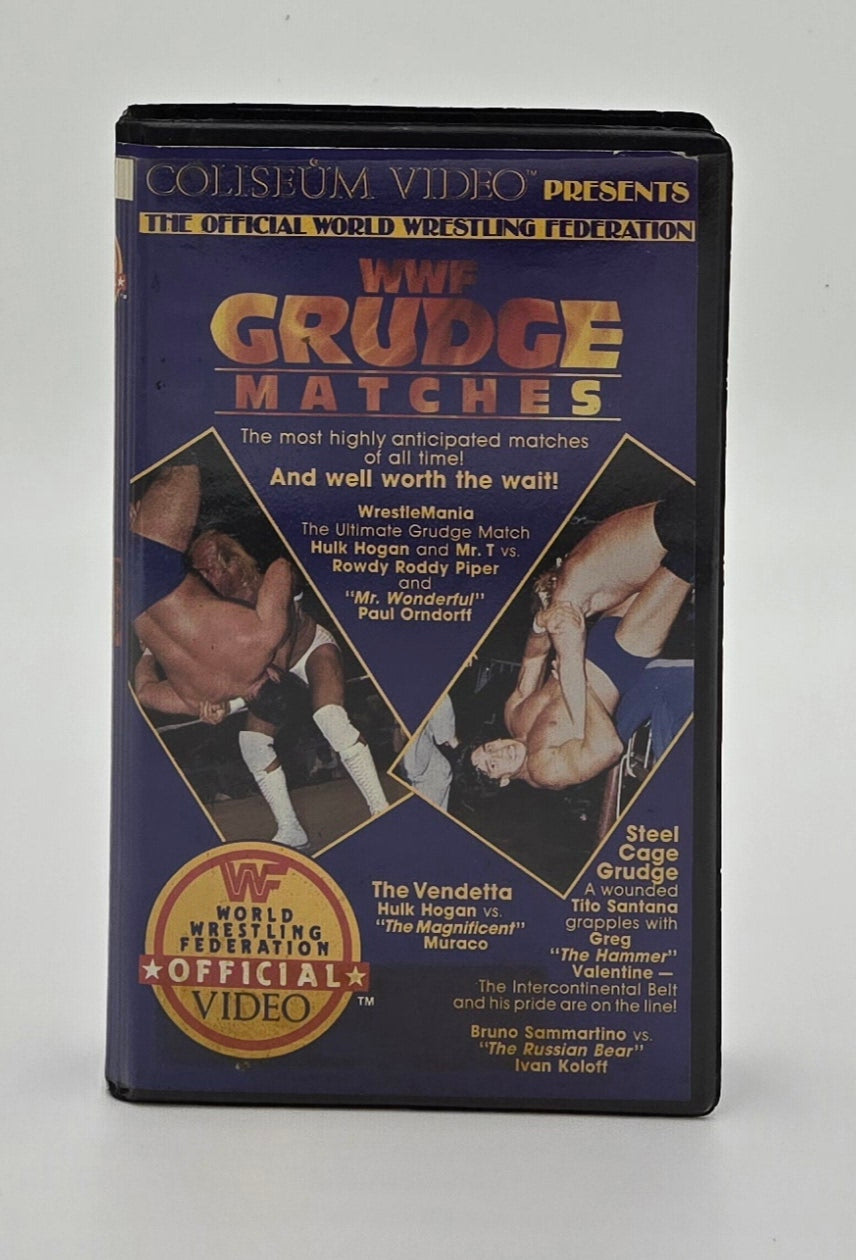 COLISEÜM VIDEO™ PRESENTS
THE OFFICIAL WORLD WRESTLING FEDERATION
WWF
GRUDGE
MATCHES
The most highly anticipated matches
of all time!
And well worth the wait!
WrestleMania
The Ultimate Grudge Match
Hulk Hogan and Mr. T vs.
Rowdy Roddy Piper
and
"Mr. Wonderful"
Paul Orndorff
Steel
Cage
Grudge
A wounded
Tito Santana
grapples with
Greg
"The Hammer"
Valentine —
The Intercontinental Belt
and his pride are on the line!
The Vendetta
Hulk Hogan vs.
"The Magnificent"
Muraco
Bruno Sammartino vs.
"The Russian Bear"
Ivan Koloff
WF
WORLD
WRESTLING
FEDERATION
★OFFICIAL★
VIDEO
™